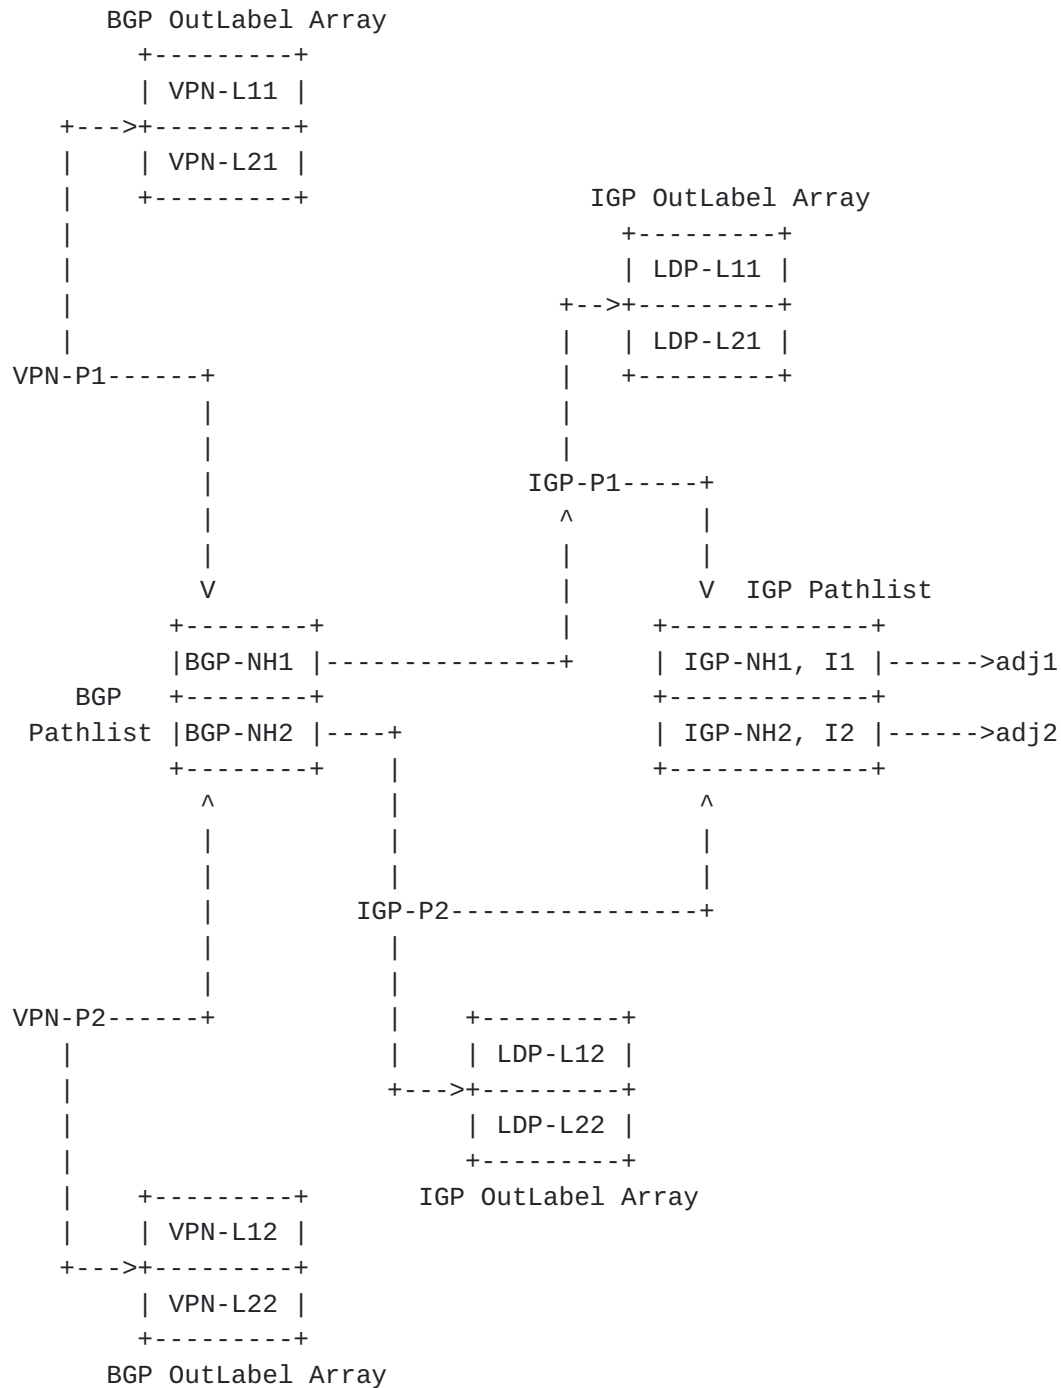 BGP OutLabel Array
+---------+
| VPN-L11 |
+--->+---------+
|    | VPN-L21 |
|    +---------+                  IGP OutLabel Array
|                                   +---------+
|                                   | LDP-L11 |
|                               +-->+---------+
|                               |   | LDP-L21 |
VPN-P1------+                      |   +---------+
|                      |
|                      |
|                    IGP-P1-----+
|                      ^        |
|                      |        |
V                      |        V  IGP Pathlist
+--------+               |     +-------------+
|BGP-NH1 |---------------+     | IGP-NH1, I1 |------>adj1
BGP   +--------+                     +-------------+
Pathlist |BGP-NH2 |----+                | IGP-NH2, I2 |------>adj2
+--------+    |                +-------------+
^           |                   ^
|           |                   |
|           |                   |
|         IGP-P2----------------+
|           |
|           |
VPN-P2------+           |    +---------+
|                    |    | LDP-L12 |
|                    +--->+---------+
|                         | LDP-L22 |
|                         +---------+
|    +---------+       IGP OutLabel Array
|    | VPN-L12 |
+--->+---------+
| VPN-L22 |
+---------+
BGP OutLabel Array